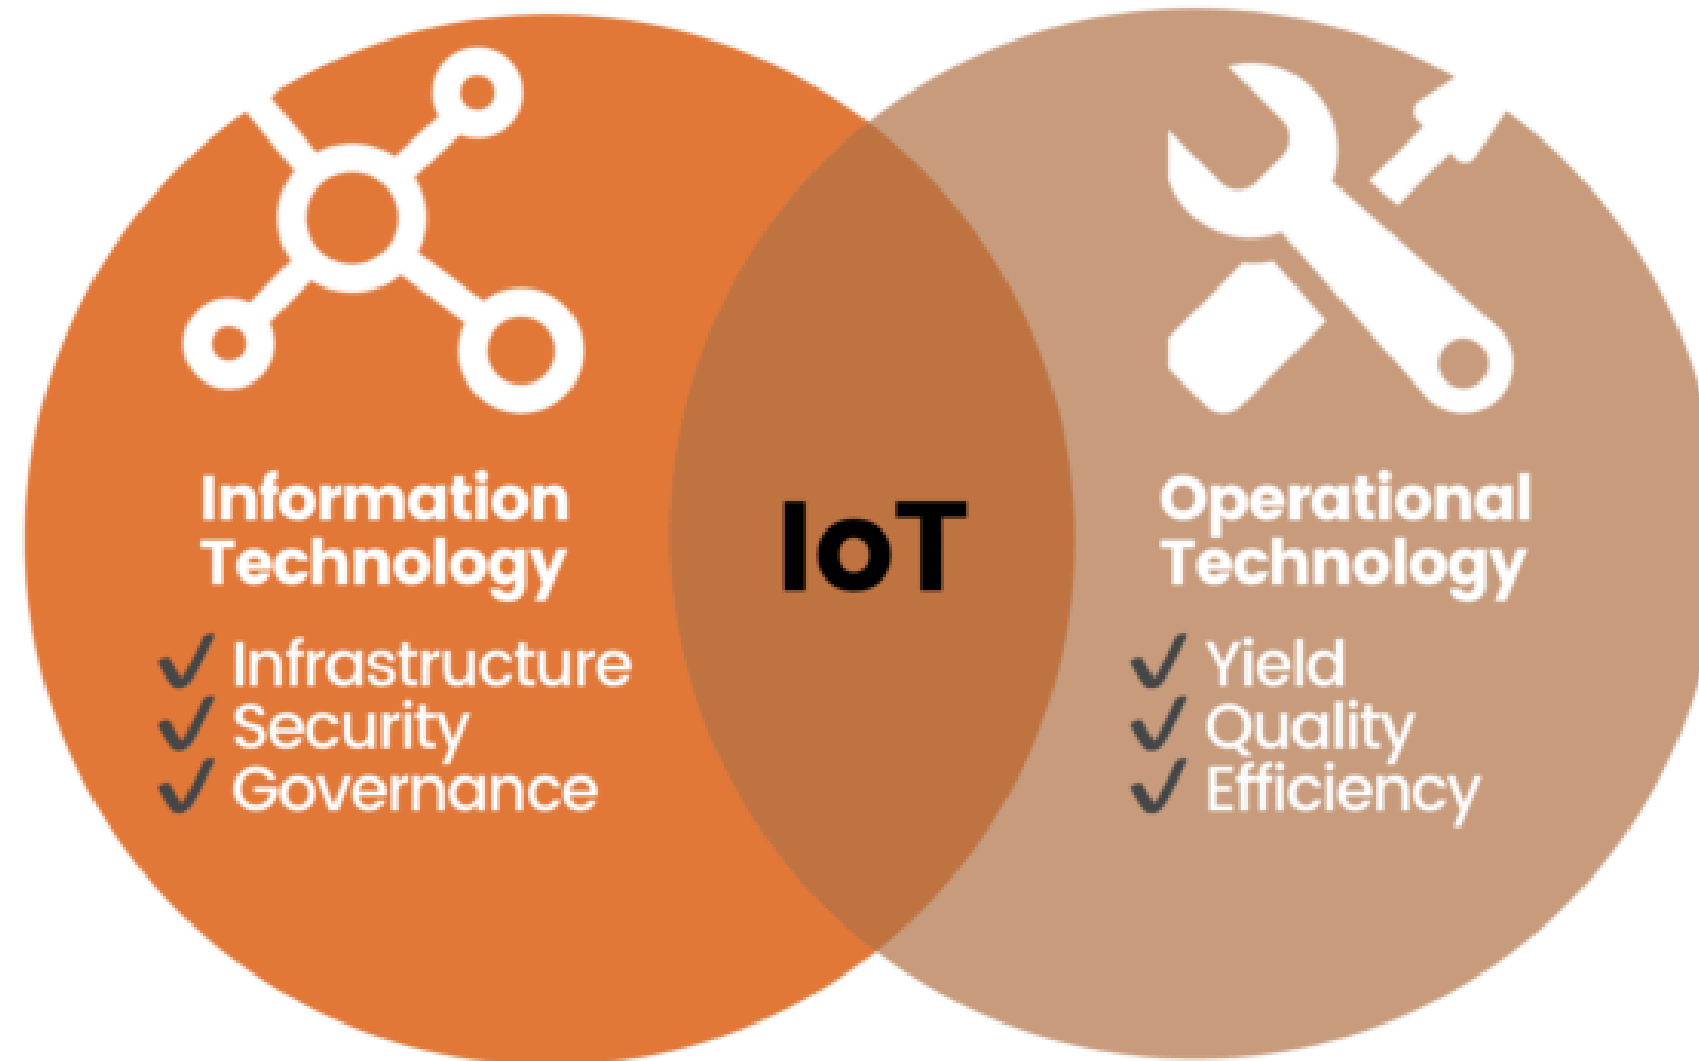 Information
Technology
✓ Infrastructure
✓ Security
✓ Governance
IoT
Operational
Technology
✓ Yield
✓ Quality
✓ Efficiency